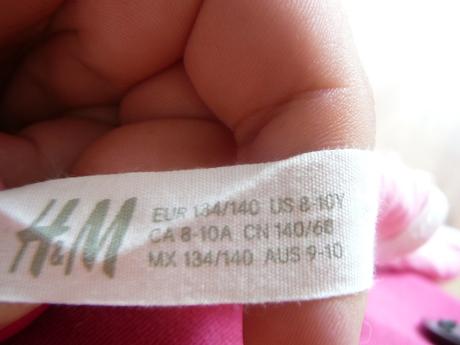 H&M
EUR 134/140 US 8-10Y
CA 8-10A CN 140/68
MX 134/140 AUS 9-10